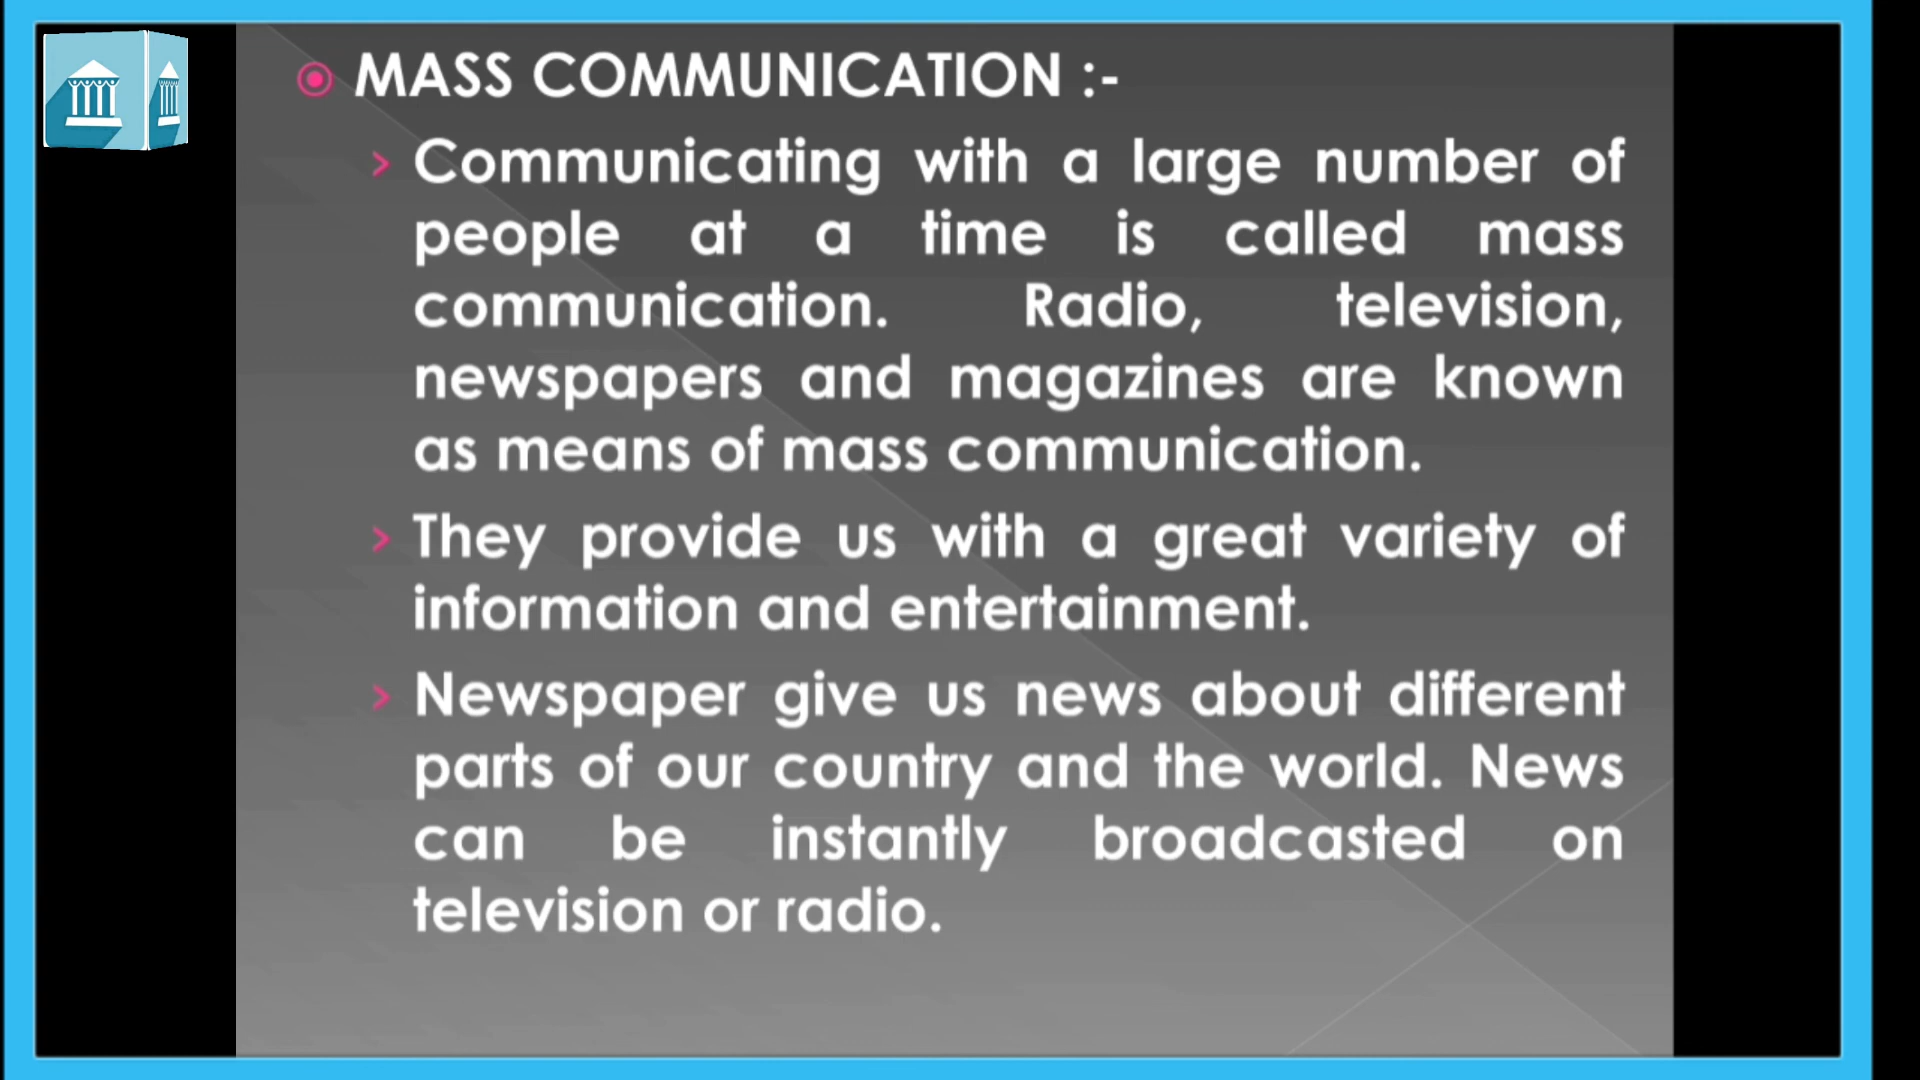 MASS COMMUNICATION :-
Communicating with a large number of
people at a time is called mass
communication. Radio, television,
newspapers and magazines are known
as means of mass communication.
They provide us with a great variety of
information and entertainment.
Newspaper give us news about different
parts of our country and the world. News
can be instantly broadcasted on
television or radio.